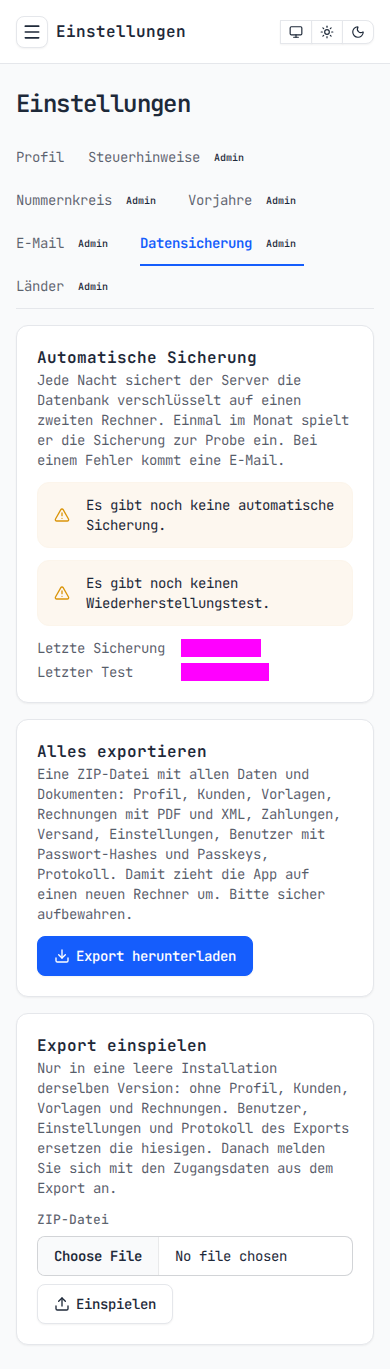 Einstellungen
Einstellungen
Profil Steuerhinweise Admin
Nummernkreis Admin Vorjahre Admin
E-Mail Admin Datensicherung Admin
Länder Admin
Automatische Sicherung
Jede Nacht sichert der Server die
Datenbank verschlüsselt auf einen
zweiten Rechner. Einmal im Monat spielt
er die Sicherung zur Probe ein. Bei
einem Fehler kommt eine E-Mail.
Es gibt noch keine automatische
Sicherung.
Es gibt noch keinen
Wiederherstellungstest.
Letzte Sicherung
Letzter Test
Alles exportieren
Eine ZIP-Datei mit allen Daten und
Dokumenten: Profil, Kunden, Vorlagen,
Rechnungen mit PDF und XML, Zahlungen,
Versand, Einstellungen, Benutzer mit
Passwort-Hashes und Passkeys,
Protokoll. Damit zieht die App auf
einen neuen Rechner um. Bitte sicher
aufbewahren.
Export herunterladen
Export einspielen
Nur in eine leere Installation
derselben Version: ohne Profil, Kunden,
Vorlagen und Rechnungen. Benutzer,
Einstellungen und Protokoll des Exports
ersetzen die hiesigen. Danach melden
Sie sich mit den Zugangsdaten aus dem
Export an.
ZIP-Datei
Choose File No file chosen
Einspielen